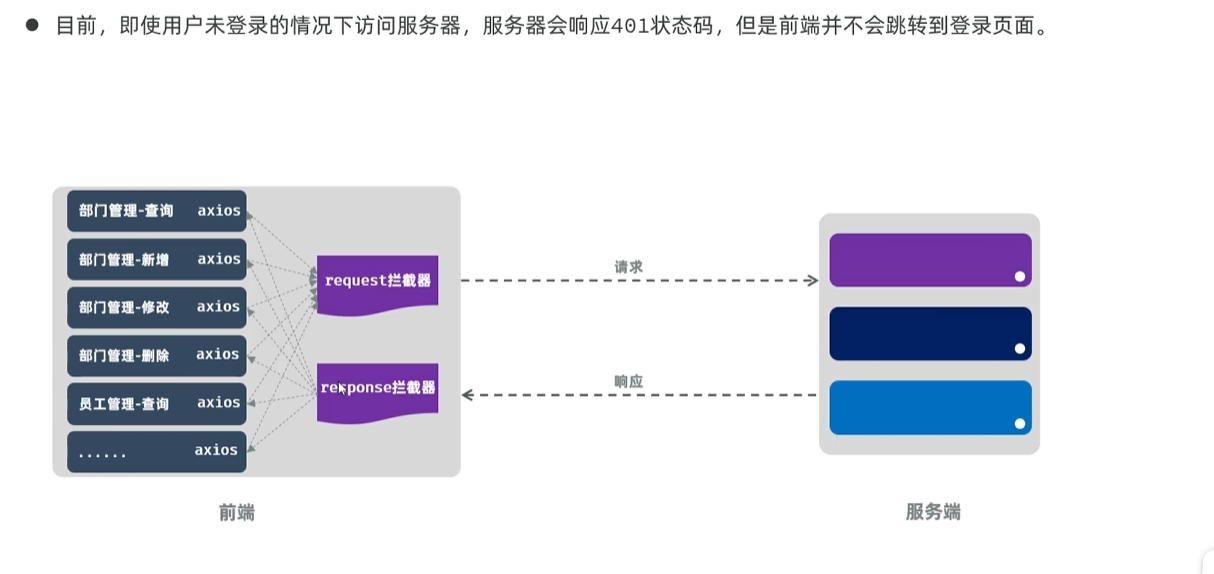 ● 目前，即使用户未登录的情况下访问服务器，服务器会响应401状态码，但是前端并不会跳转到登录页面。
部门管理-查询 axios
部门管理-新增 axios
部门管理-修改 axios
部门管理-删除 axios
员工管理-查询 axios
...... axios
request拦截器
response拦截器
请求
响应
前端
服务端